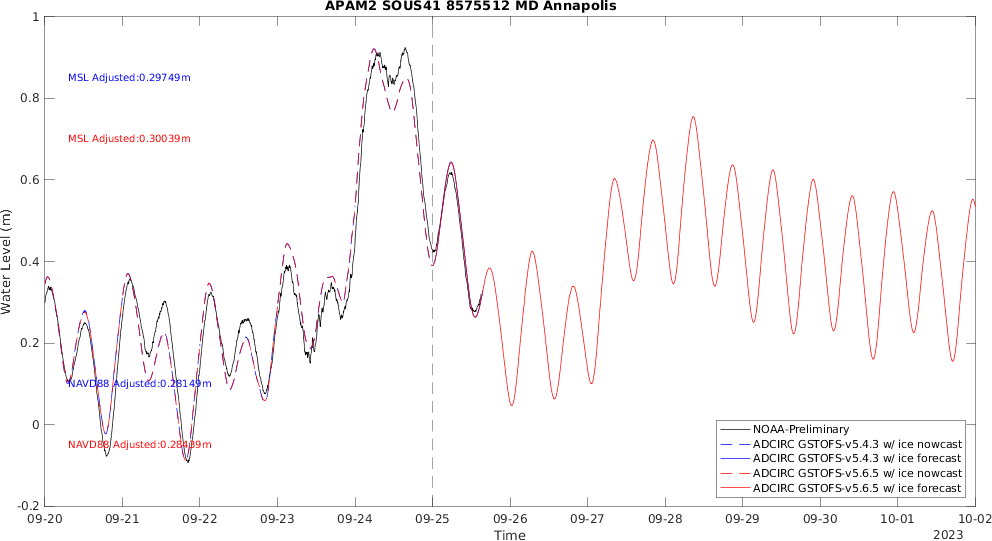 APAM2 SOUS41 8575512 MD Annapolis
1
0.8
0.6
0.4
0.2
0
-0.2
Water Level (m)
MSL Adjusted:0.29749m
MSL Adjusted:0.30039m
NAVD88 Adjusted:0.28149m
NAVD88 Adjusted:0.28439m
NOAA-Preliminary
ADCIRC GSTOFS-v5.4.3 w/ ice nowcast
ADCIRC GSTOFS-v5.4.3 w/ ice forecast
ADCIRC GSTOFS-v5.6.5 w/ ice nowcast
ADCIRC GSTOFS-v5.6.5 w/ ice forecast
09-20 09-21 09-22 09-23 09-24 09-25 09-26 09-27 09-28 09-29 09-30 10-01 10-02
Time
2023